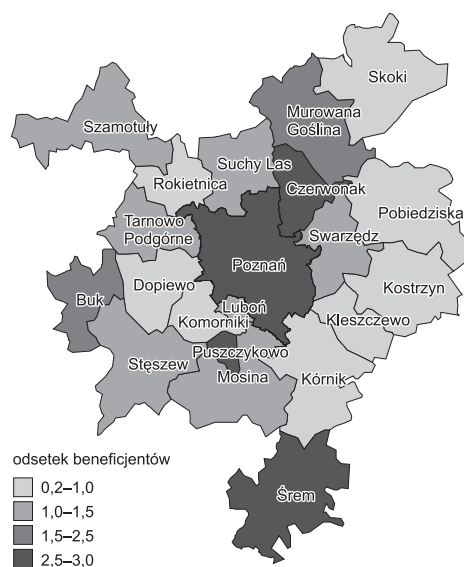 Skoki
Murowana
Goślina
Szamotuły
Suchy Las
Rokietnica
Czerwonak
Pobiedziska
Tarnowo
Podgórne
Swarzędz
Poznań
Kostrzyn
Buk
Dopiewo
Luboń
Komorniki
Kleszczewo
Puszczykowo
Stęszew
Mosina
Kórnik
odsetek beneficjentów
0,2–1,0
1,0–1,5
1,5–2,5
2,5–3,0
Śrem